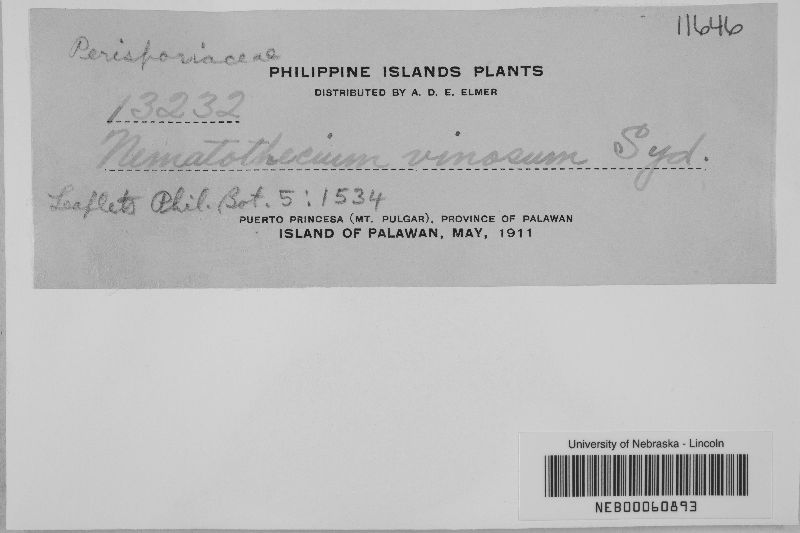 11646
Perisporiaceae
PHILIPPINE ISLANDS PLANTS
DISTRIBUTED BY A. D. E. ELMER
13232
Nematothecium vinosum Syd.
Leaflets Phil. Bot. 5:1534
PUERTO PRINCESA (MT. PULGAR), PROVINCE OF PALAWAN
ISLAND OF PALAWAN, MAY, 1911
University of Nebraska - Lincoln
NEB00060893